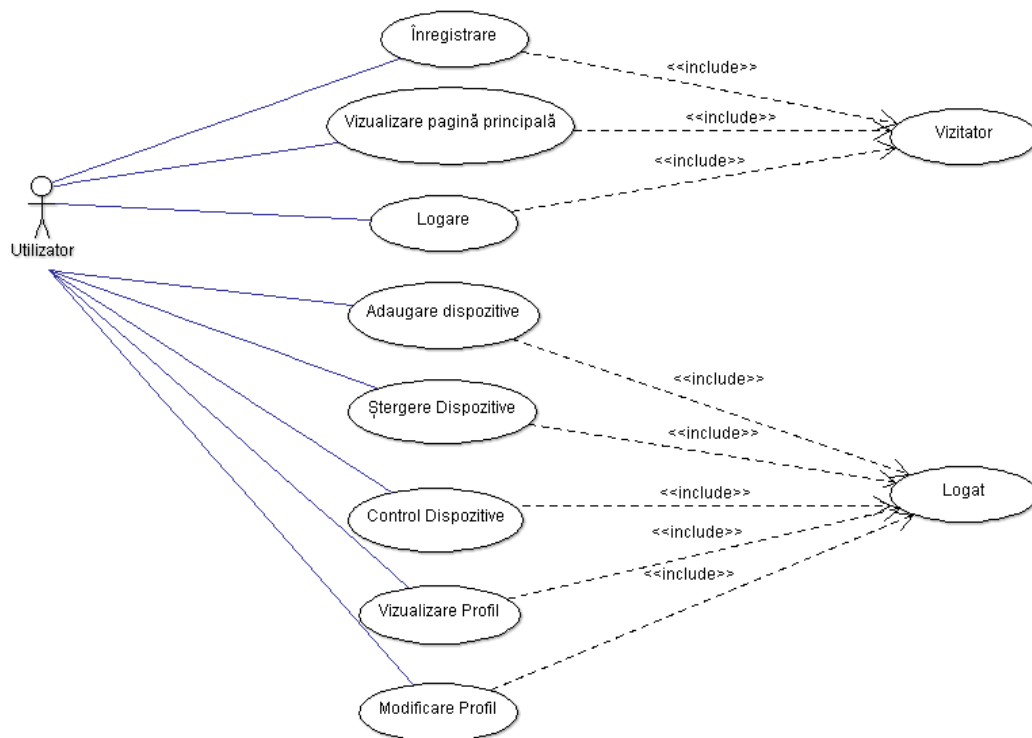 Înregistrare
<<include>>
Vizualizare pagină principală
<<include>>
Vizitator
<<include>>
Logare
Utilizator
Adaugare dispozitive
<<include>>
Ștergere Dispozitive
<<include>>
Logat
Control Dispozitive
<<include>>
<<include>>
<<include>>
Vizualizare Profil
Modificare Profil